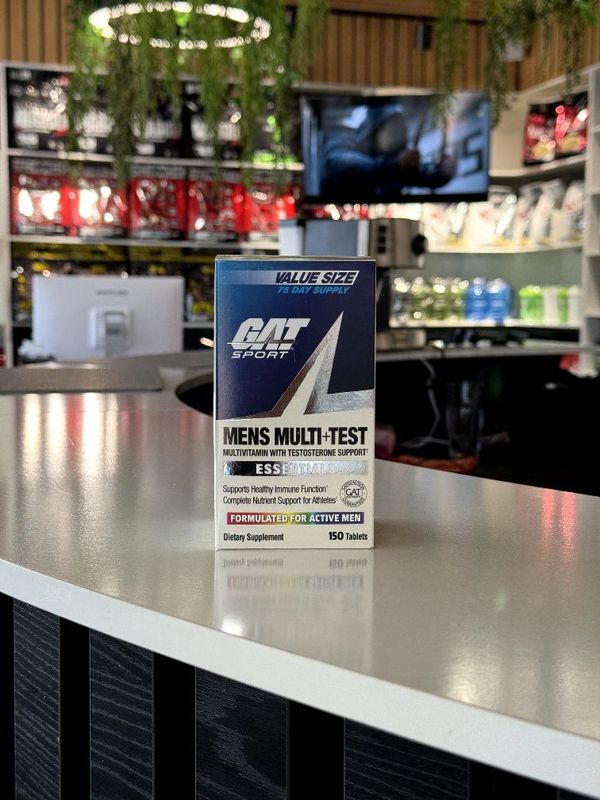 VALUE SIZE
75 DAY SUPPLY
GAT
SPORT
MENS MULTI+TEST
MULTIVITAMIN WITH TESTOSTERONE SUPPORT†
ESSENTIALS
Supports Healthy Immune Function†
Complete Nutrient Support for Athletes†
GAT
FORMULATED FOR ACTIVE MEN
Dietary Supplement 150 Tablets